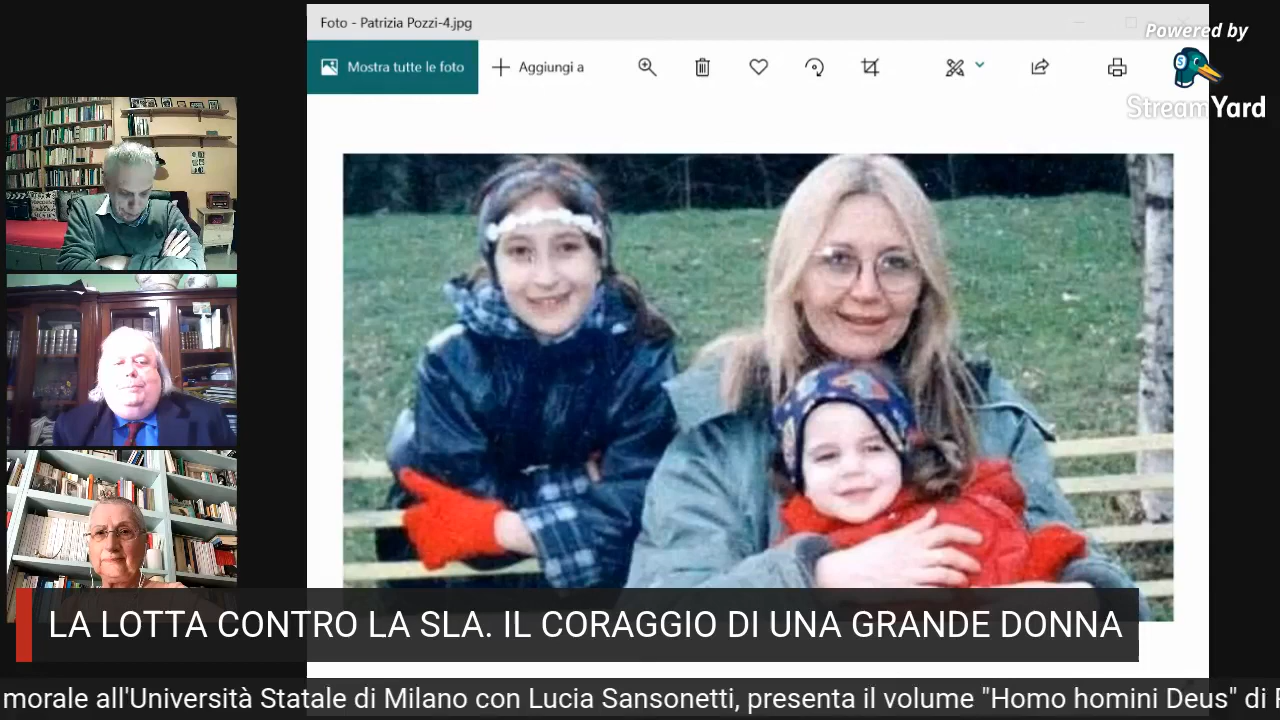 Foto - Patrizia Pozzi-4.jpg
Mostra tutte le foto
Aggiungi a
Powered by
StreamYard
LA LOTTA CONTRO LA SLA. IL CORAGGIO DI UNA GRANDE DONNA
morale all'Università Statale di Milano con Lucia Sansonetti, presenta il volume "Homo homini Deus" di